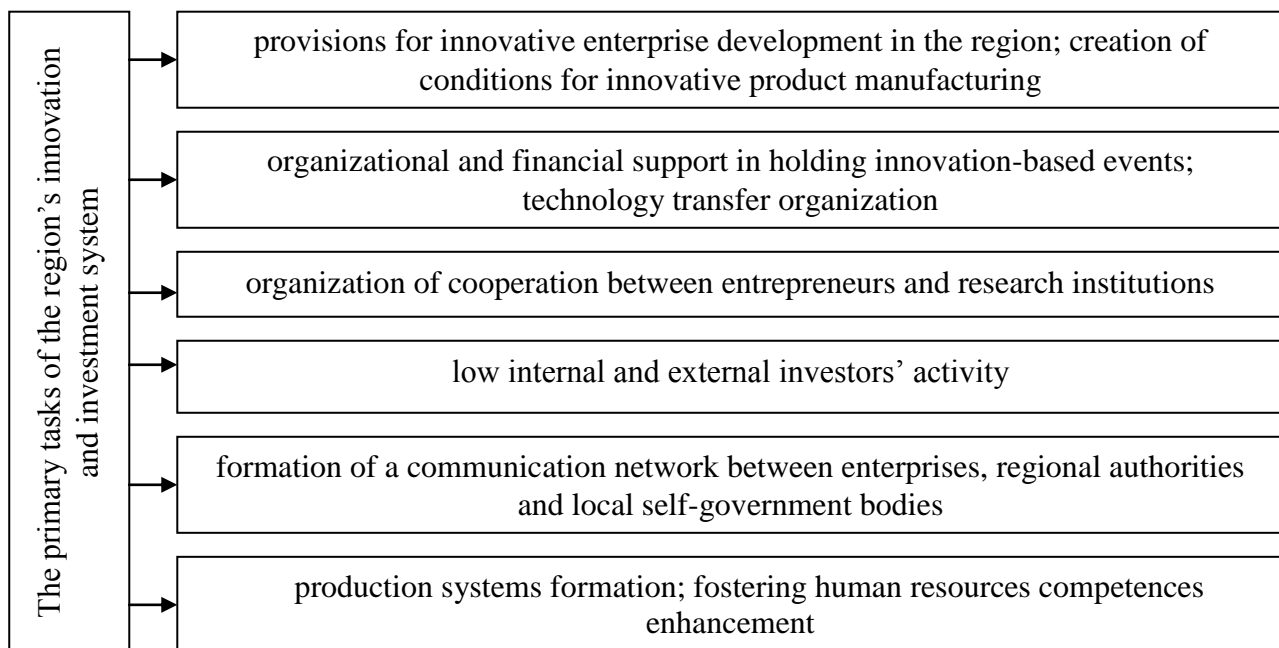 The primary tasks of the region’s innovation
and investment system
provisions for innovative enterprise development in the region; creation of
conditions for innovative product manufacturing
organizational and financial support in holding innovation-based events;
technology transfer organization
organization of cooperation between entrepreneurs and research institutions
low internal and external investors’ activity
formation of a communication network between enterprises, regional authorities
and local self-government bodies
production systems formation; fostering human resources competences
enhancement